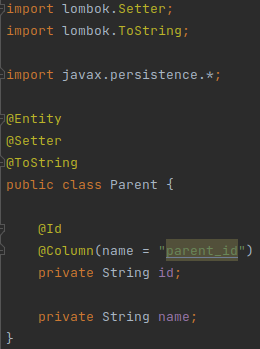 import lombok.Setter;
import lombok.ToString;
import javax.persistence.*;
@Entity
@Setter
@ToString
public class Parent {
@Id
@Column(name = "parent_id")
private String id;
private String name;
}